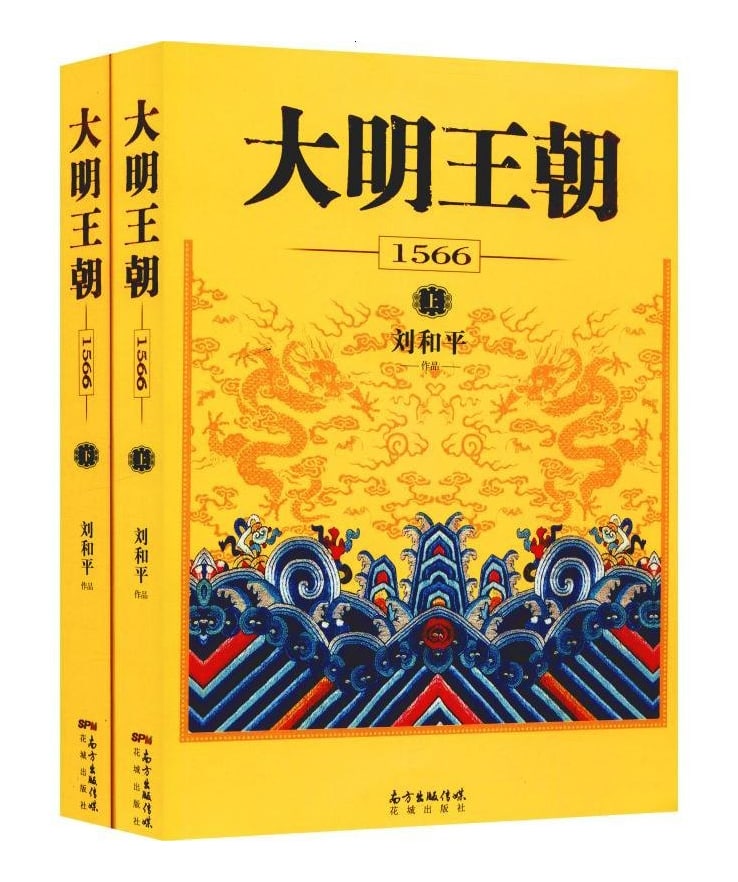 大明王朝
1566
上
刘和平
作品
南方出版传媒
花城出版社
大明王朝
1566
上
刘和平
作品
SPM
南方出版传媒
花城出版社
大明王朝
1566
下
刘和平
作品
SPM
南方出版传媒
花城出版社